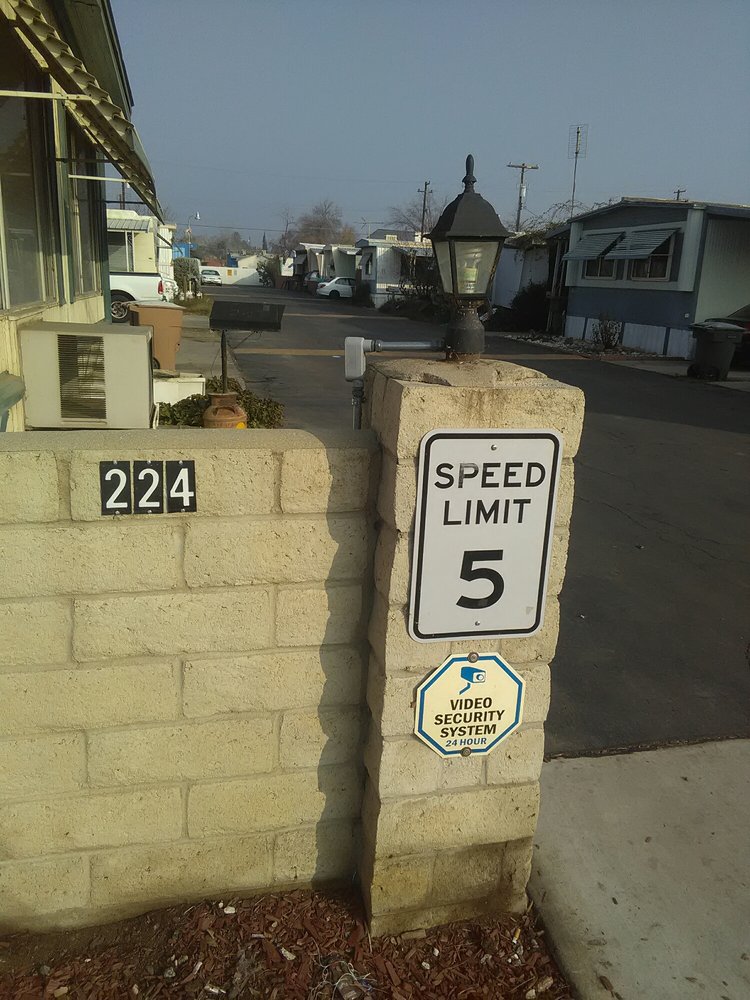 224
SPEED
LIMIT
5
VIDEO
SECURITY
SYSTEM
24 HOUR